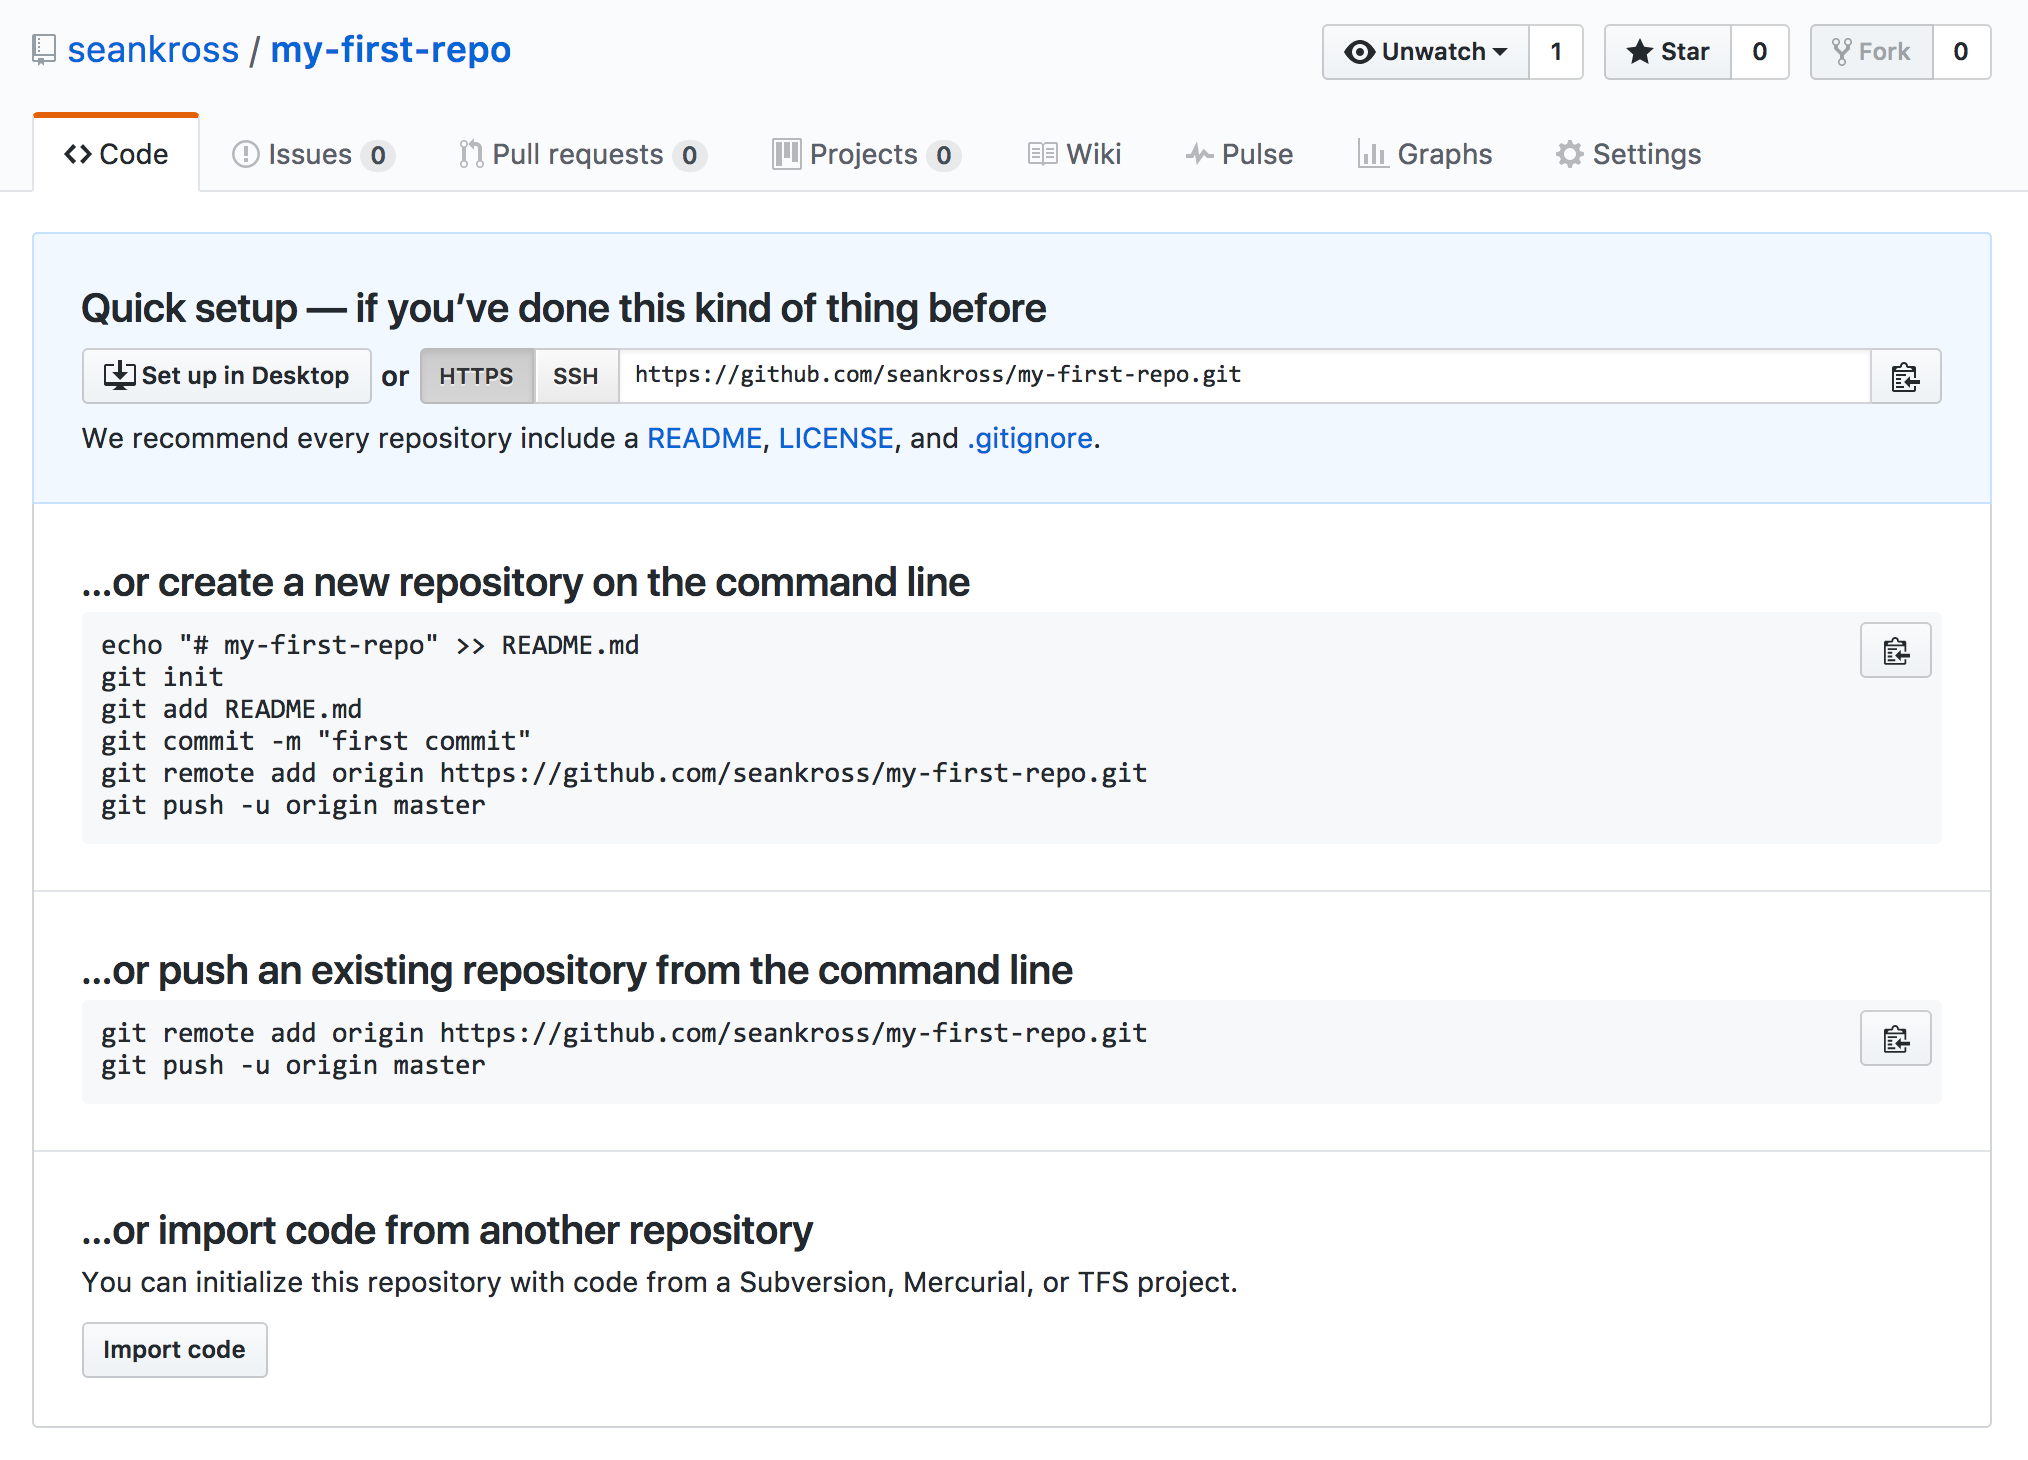 seankross / my-first-repo
Unwatch 1 Star 0 Fork 0
Code Issues 0 Pull requests 0 Projects 0 Wiki Pulse Graphs Settings
Quick setup — if you’ve done this kind of thing before
Set up in Desktop or HTTPS SSH https://github.com/seankross/my-first-repo.git
We recommend every repository include a README, LICENSE, and .gitignore.
…or create a new repository on the command line
echo "# my-first-repo" >> README.md
git init
git add README.md
git commit -m "first commit"
git remote add origin https://github.com/seankross/my-first-repo.git
git push -u origin master
…or push an existing repository from the command line
git remote add origin https://github.com/seankross/my-first-repo.git
git push -u origin master
…or import code from another repository
You can initialize this repository with code from a Subversion, Mercurial, or TFS project.
Import code